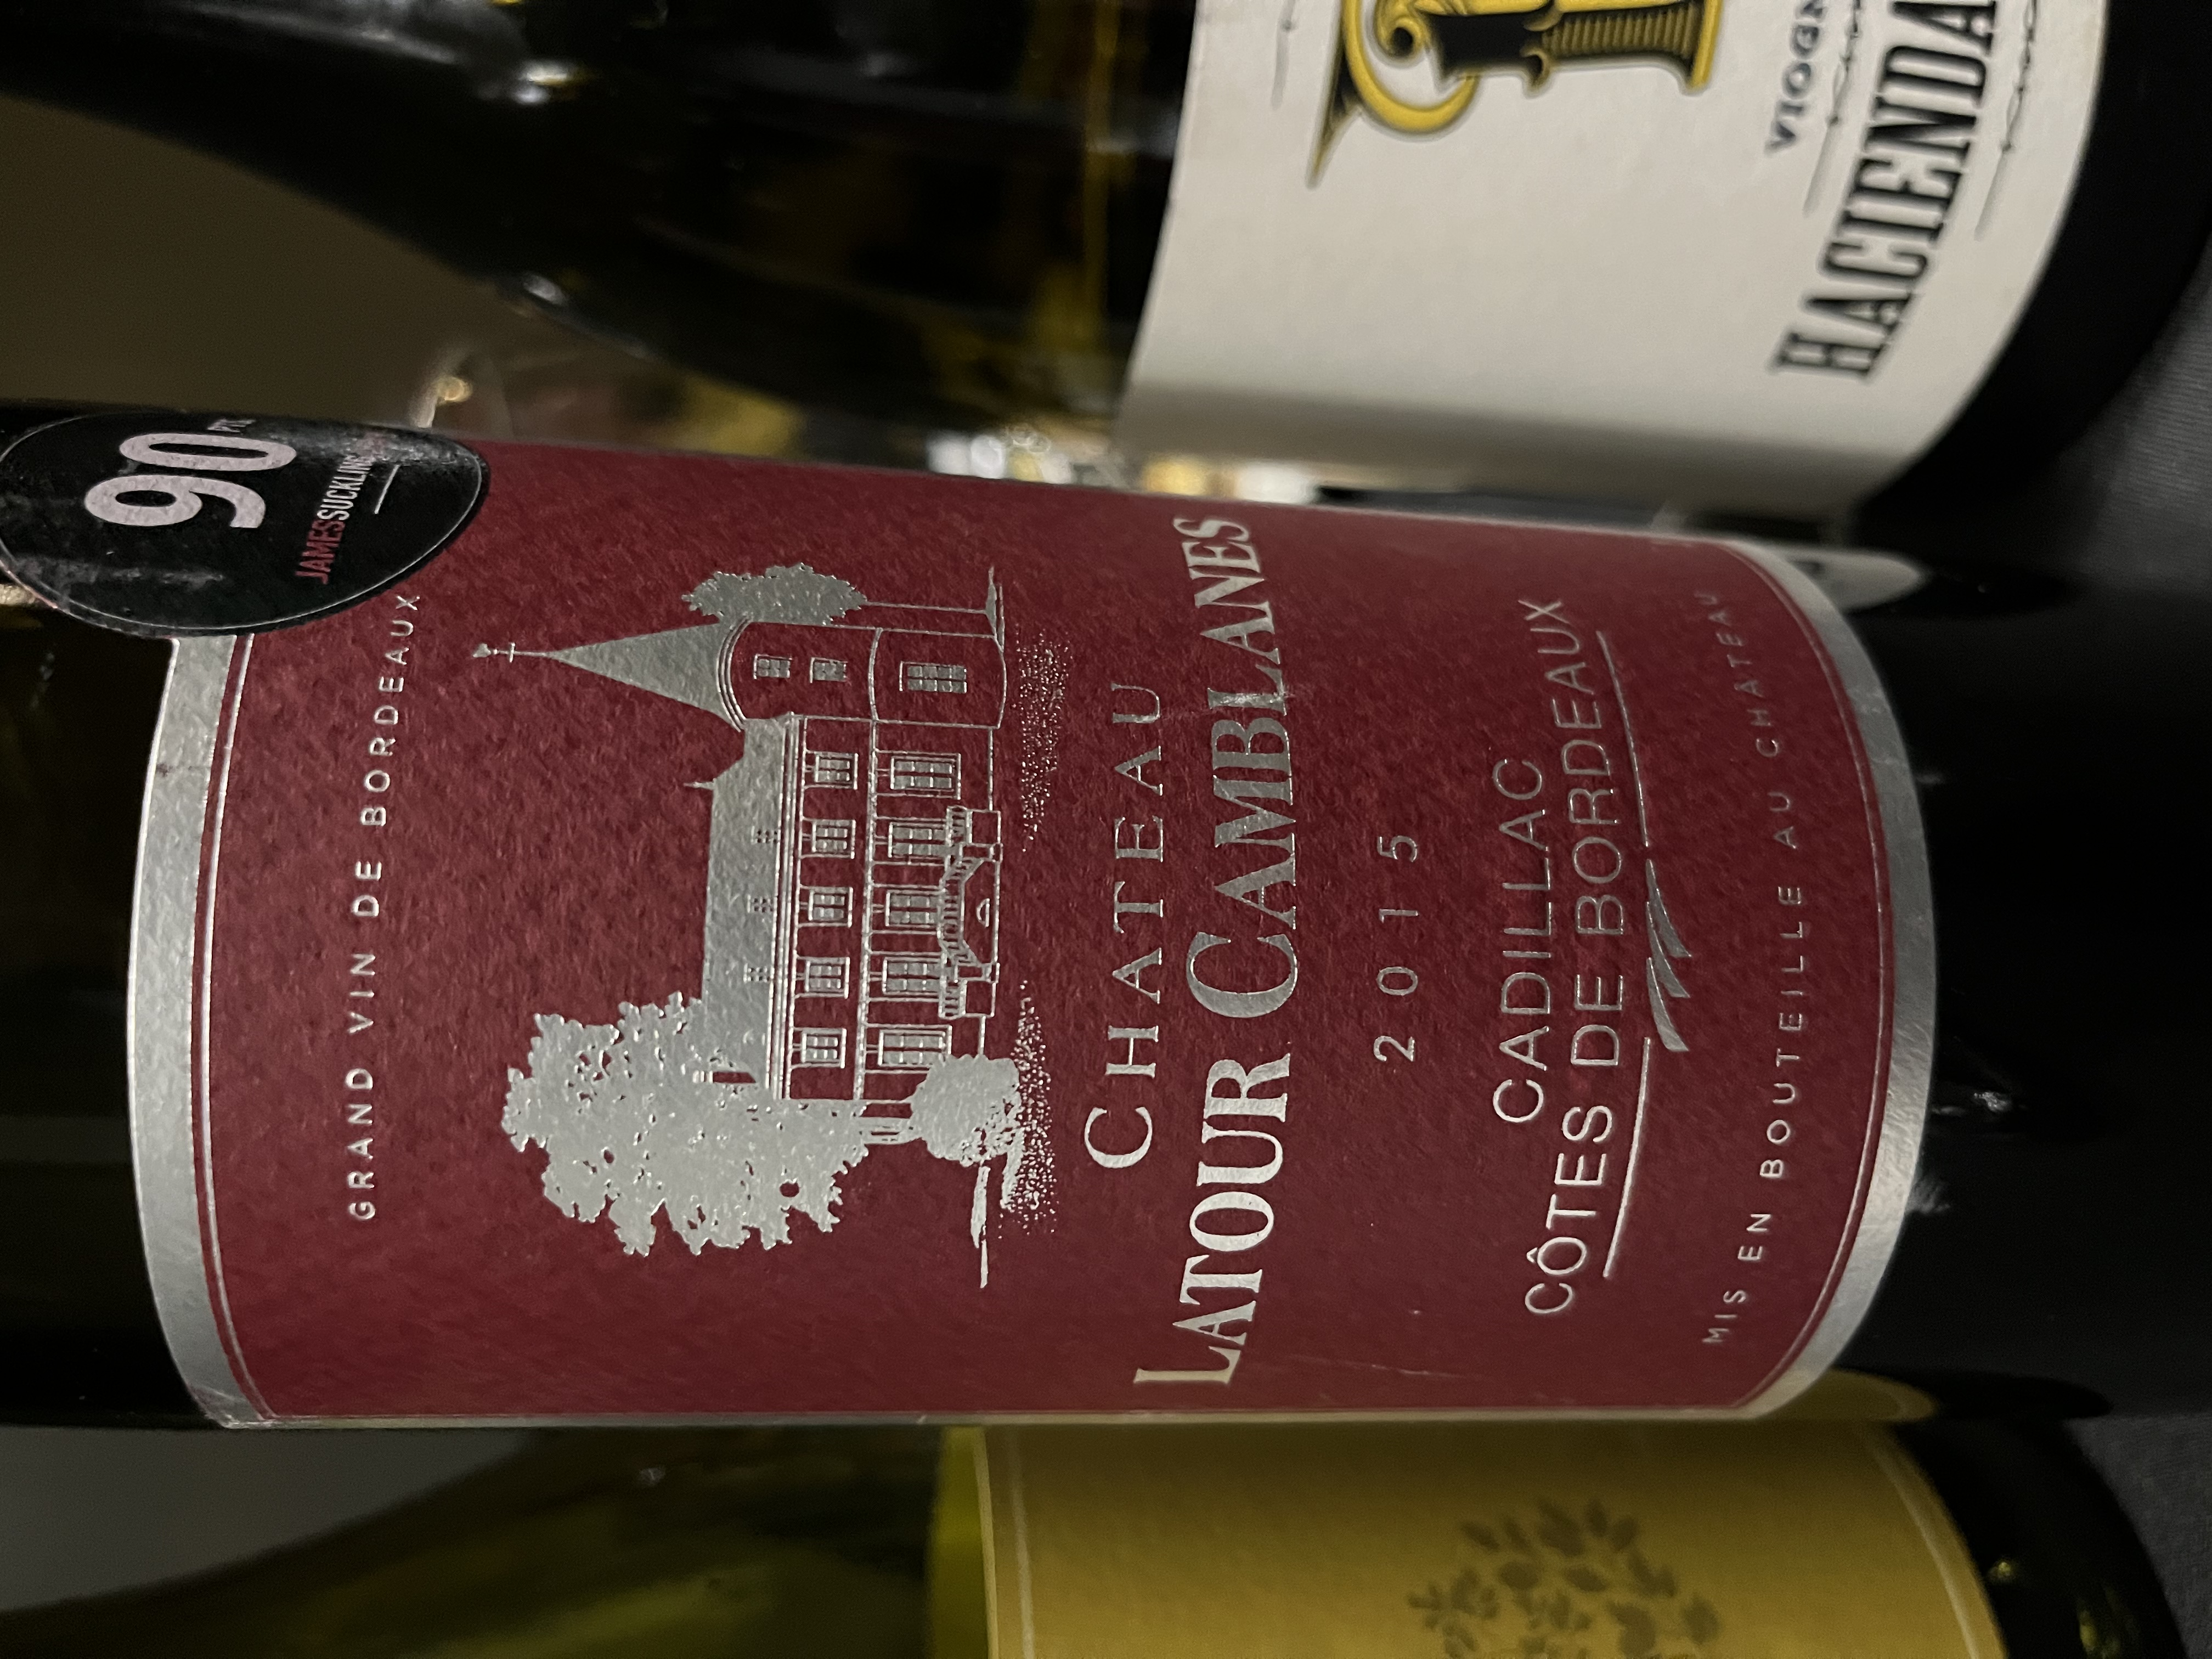 90
JAMESSUCKLING
GRAND VIN DE BORDEAUX
CHATEAU
LATOUR CAMBLANES
2015
CADILLAC
CÔTES DE BORDEAUX
MIS EN BOUTEILLE AU CHATEAU
VIOGN
HACIENDA